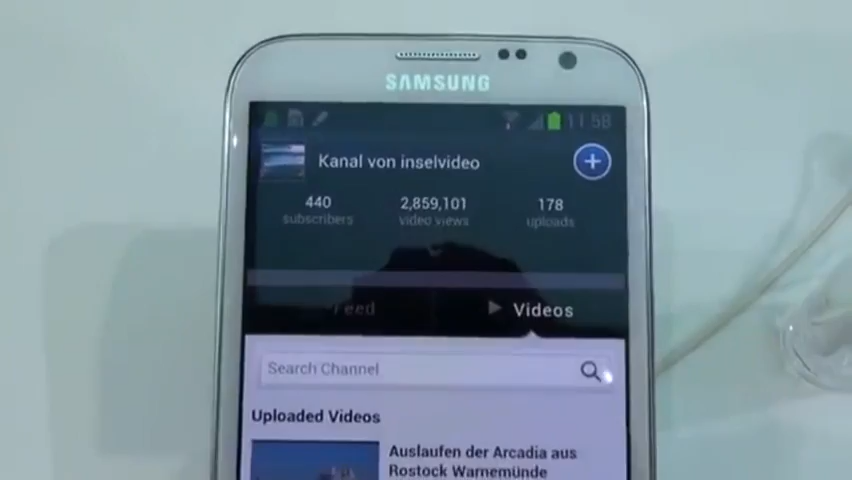 SAMSUNG
11:58
Kanal von inselvideo
440 2,859,101 178
subscribers video views uploads
Feed Videos
Search Channel
Uploaded Videos
Auslaufen der Arcadia aus
Rostock Warnemünde